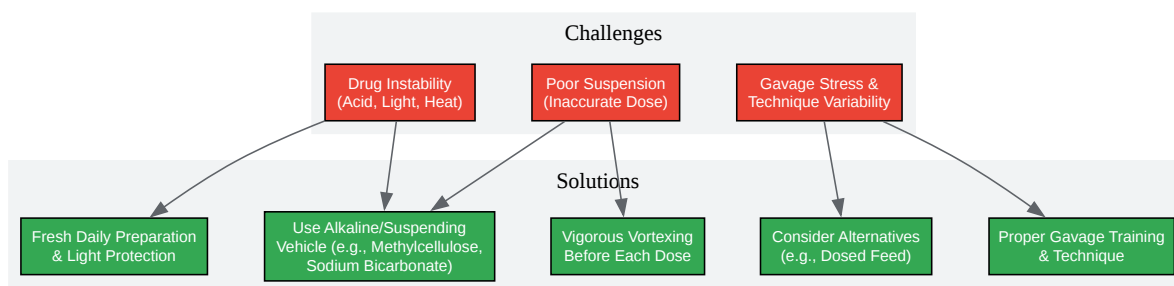 Challenges
Drug Instability
(Acid, Light, Heat)
Poor Suspension
(Inaccurate Dose)
Gavage Stress &
Technique Variability
Solutions
Fresh Daily Preparation
& Light Protection
Use Alkaline/Suspending
Vehicle (e.g., Methylcellulose,
Sodium Bicarbonate)
Vigorous Vortexing
Before Each Dose
Consider Alternatives
(e.g., Dosed Feed)
Proper Gavage Training
& Technique